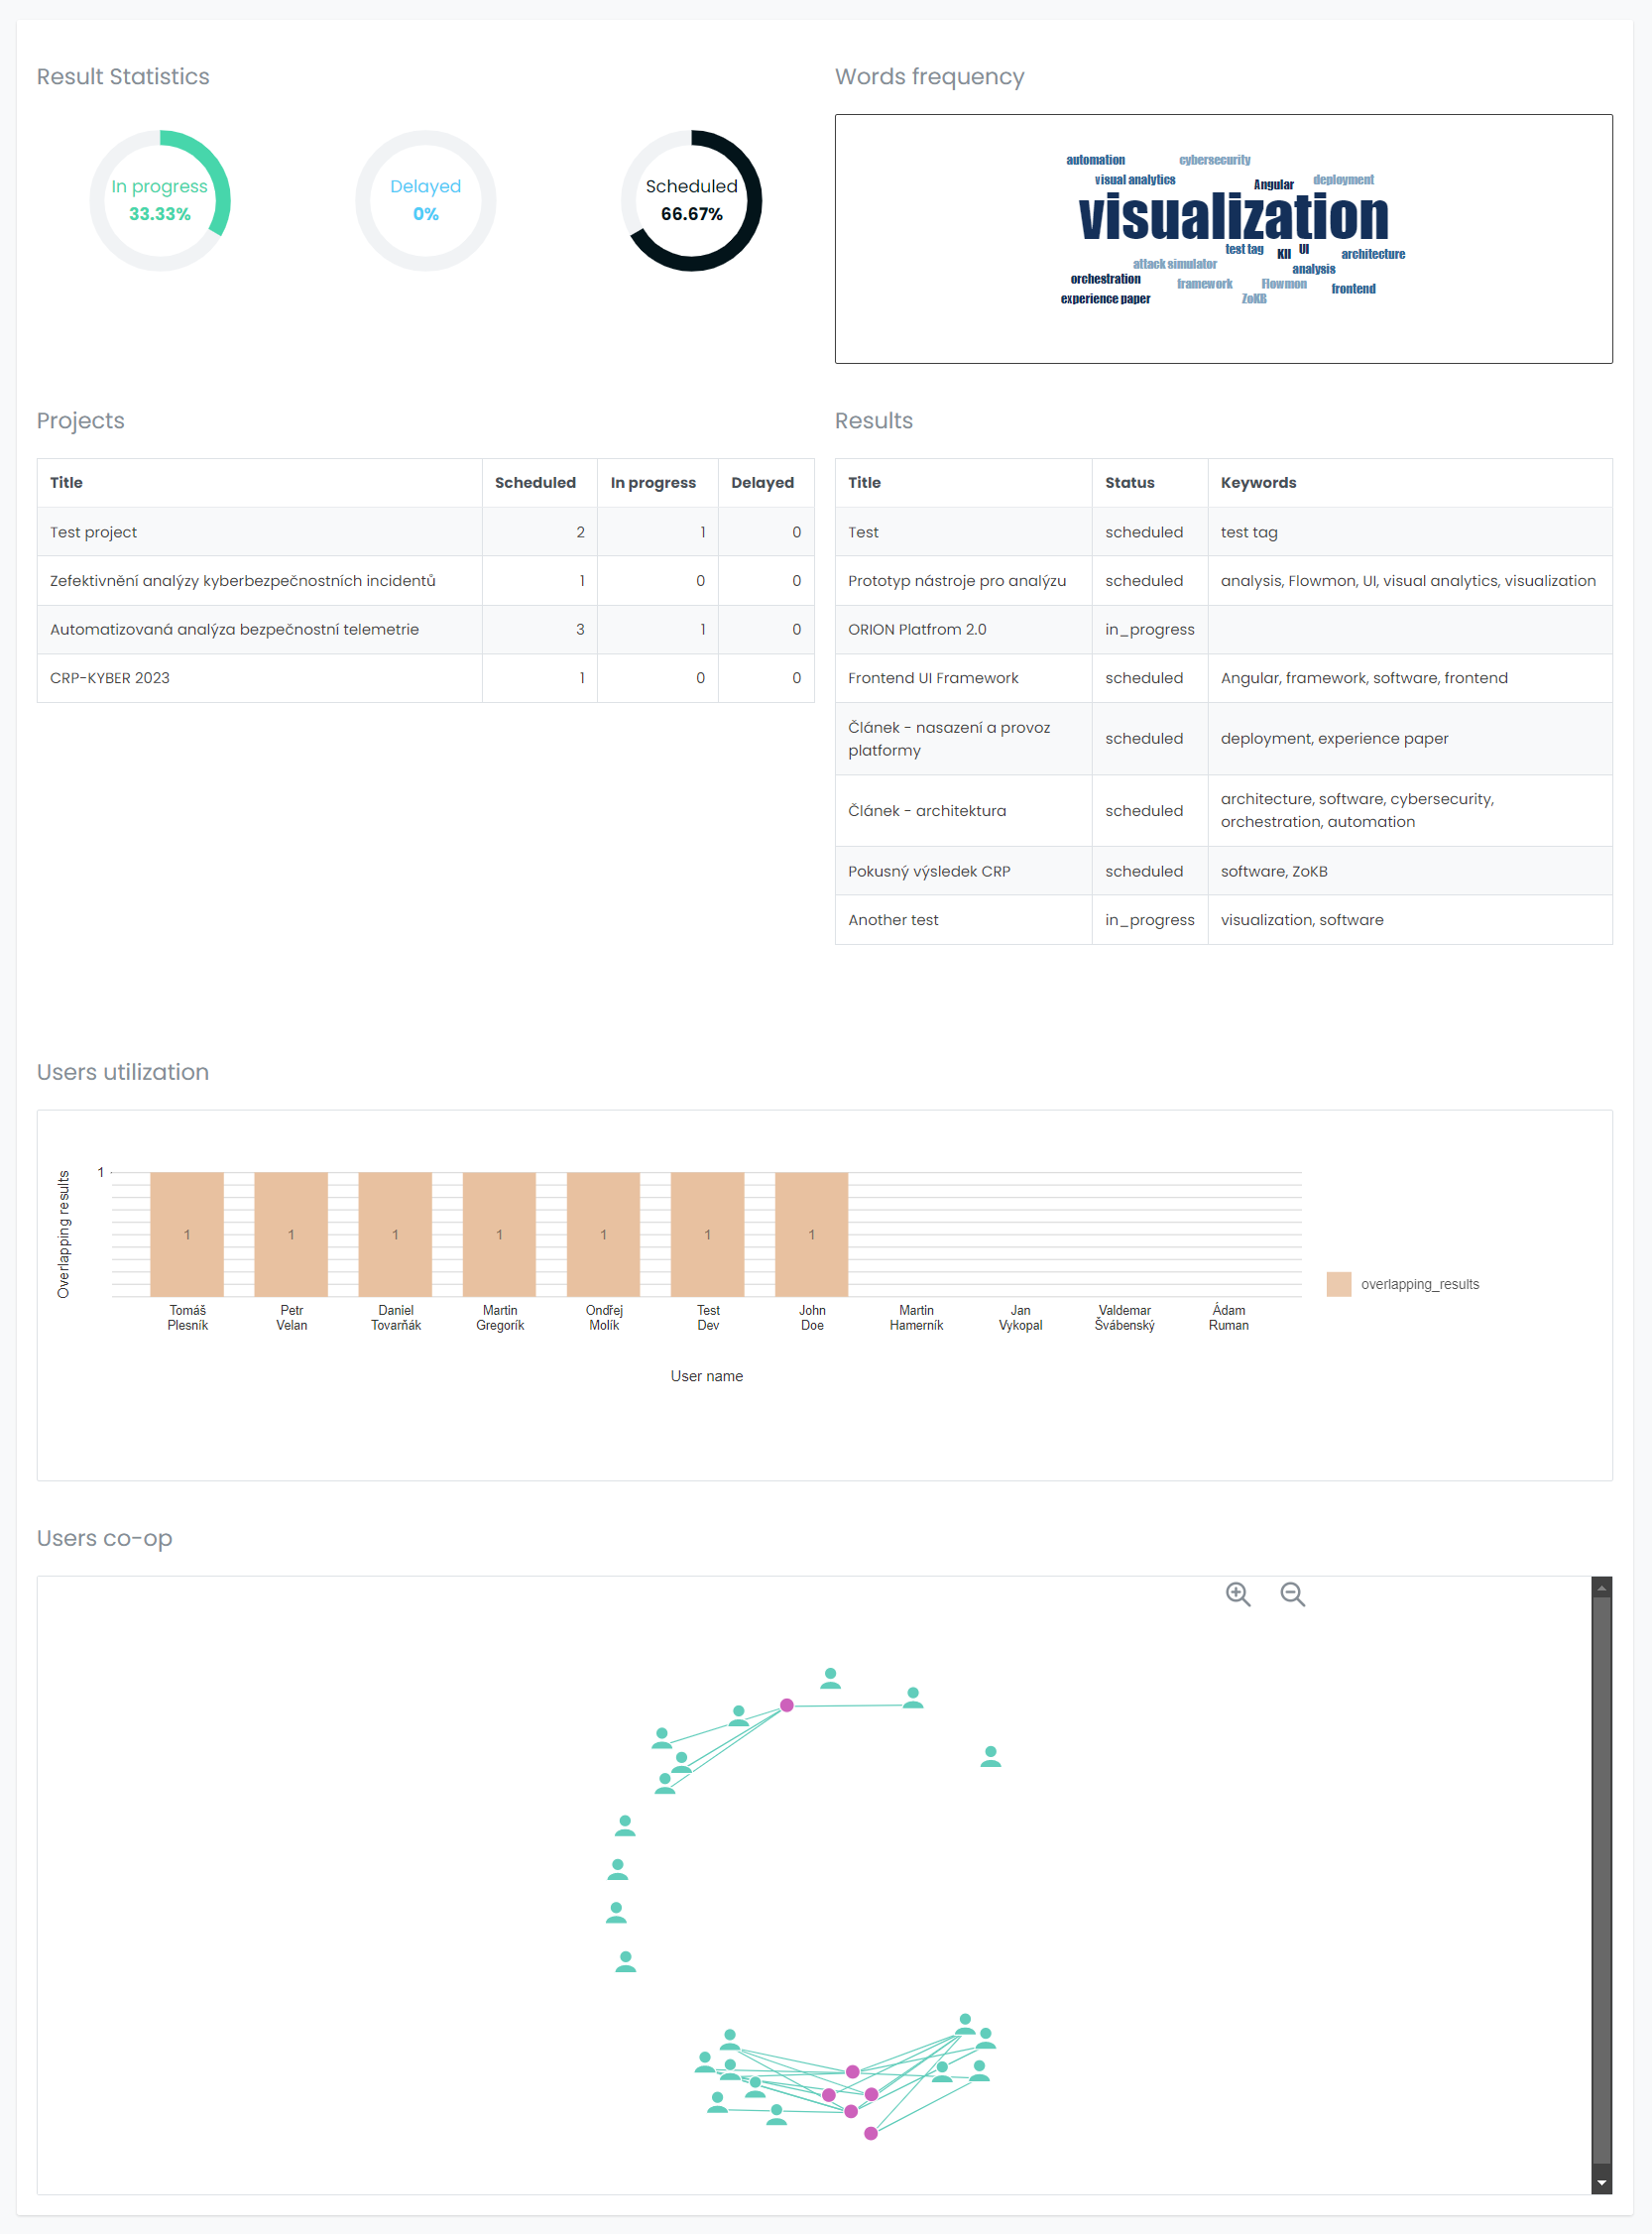 Result Statistics
In progress
33.33%
Delayed
0%
Scheduled
66.67%
Words frequency
automation
cybersecurity
visual analytics
Angular
deployment
visualization
test tag
KII
UI
architecture
attack simulator
analysis
orchestration
framework
Flowmon
frontend
experience paper
ZoKB
Projects
Title Scheduled In progress Delayed
Test project 2 1 0
Zefektivnění analýzy kyberbezpečnostních incidentů 1 0 0
Automatizovaná analýza bezpečnostní telemetrie 3 1 0
CRP-KYBER 2023 1 0 0
Results
Title Status Keywords
Test scheduled test tag
Prototyp nástroje pro analýzu scheduled analysis, Flowmon, UI, visual analytics, visualization
ORION Platfrom 2.0 in_progress
Frontend UI Framework scheduled Angular, framework, software, frontend
Článek - nasazení a provoz
platformy
scheduled deployment, experience paper
Článek - architektura scheduled
architecture, software, cybersecurity,
orchestration, automation
Pokusný výsledek CRP scheduled software, ZoKB
Another test in_progress visualization, software
Users utilization
Overlapping results
1
1 1 1 1 1 1 1
Tomáš
Plesník
Petr
Velan
Daniel
Tovarňák
Martin
Gregorík
Ondřej
Molík
Test
Dev
John
Doe
Martin
Hamerník
Jan
Vykopal
Valdemar
Švábenský
Ádam
Ruman
User name
overlapping_results
Users co-op